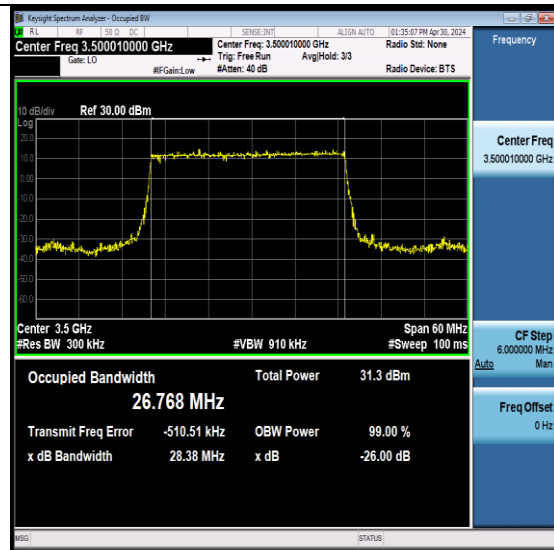 Keysight Spectrum Analyzer - Occupied BW
RL RF 50 Ω DC SENSE:INT ALIGN AUTO 01:35:07 PM Apr 30, 2024
Center Freq 3.500010000 GHz
Center Freq: 3.500010000 GHz
Radio Std: None
Gate: LO
Trig: Free Run Avg|Hold: 3/3
#IFGain:Low
#Atten: 40 dB
Radio Device: BTS
10 dB/div Ref 30.00 dBm
Log
20.0
10.0
0.00
-10.0
-20.0
-30.0
-40.0
-50.0
-60.0
Center 3.5 GHz Span 60 MHz
#Res BW 300 kHz #VBW 910 kHz #Sweep 100 ms
Occupied Bandwidth Total Power 31.3 dBm
26.768 MHz
Transmit Freq Error -510.51 kHz OBW Power 99.00 %
x dB Bandwidth 28.38 MHz x dB -26.00 dB
MSG STATUS
Frequency
Center Freq
3.500010000 GHz
CF Step
6.000000 MHz
Auto Man
Freq Offset
0 Hz